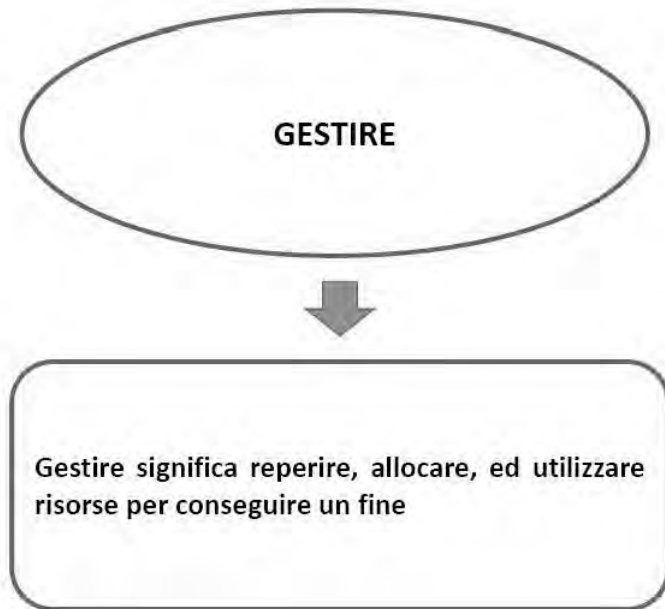 GESTIRE
Gestire significa reperire, allocare, ed utilizzare
risorse per conseguire un fine